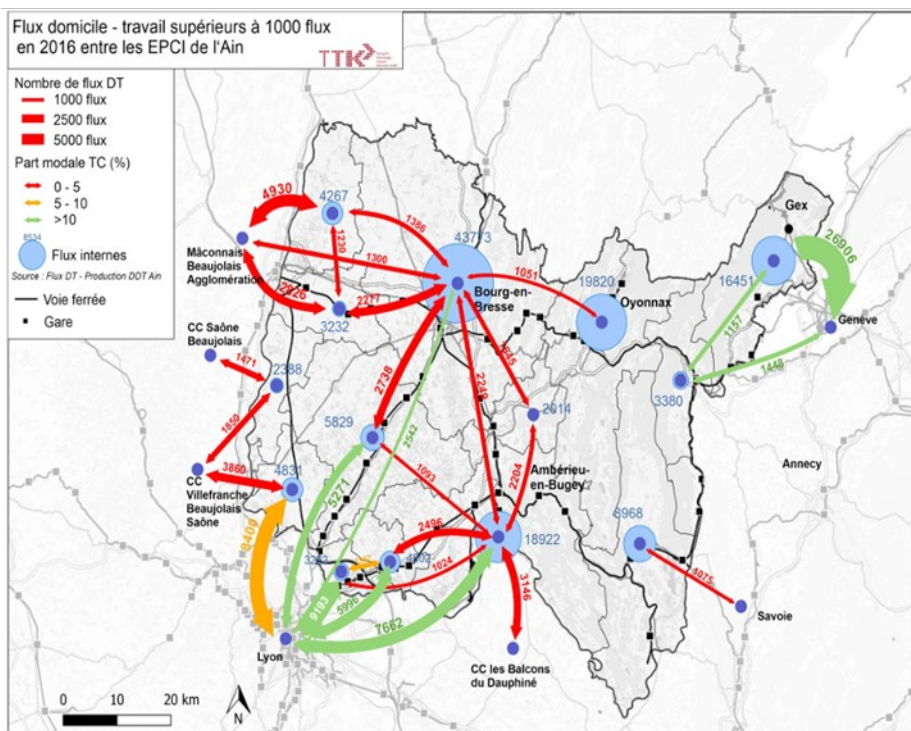 Flux domicile - travail supérieurs à 1000 flux
en 2016 entre les EPCI de l'Ain
TTK
Nombre de flux DT
1000 flux
2500 flux
5000 flux
Part modale TC (%)
0 - 5
5 - 10
>10
8534
Flux internes
Source : Flux DT - Production DDT Ain
Voie ferrée
Gare
4930
4267
1386
1230
1300
Mâconnais
Beaujolais
Agglomération
2926
2277
3232
43773
Bourg-en-
Bresse
1051
19820
Oyonnax
Gex
26906
16451
1157
Genève
1448
3380
CC Saône
Beaujolais
1471
2388
1850
2738
5829
2542
2249
2014
2204
1093
Ambérieu-
en-Bugey
Annecy
3860
4831
CC
Villefranche
Beaujolais
Saône
8400
5271
2496
18922
8968
1024
9193
5996
7662
3146
1075
Savoie
Lyon
CC les Balcons
du Dauphiné
0 10 20 km
N